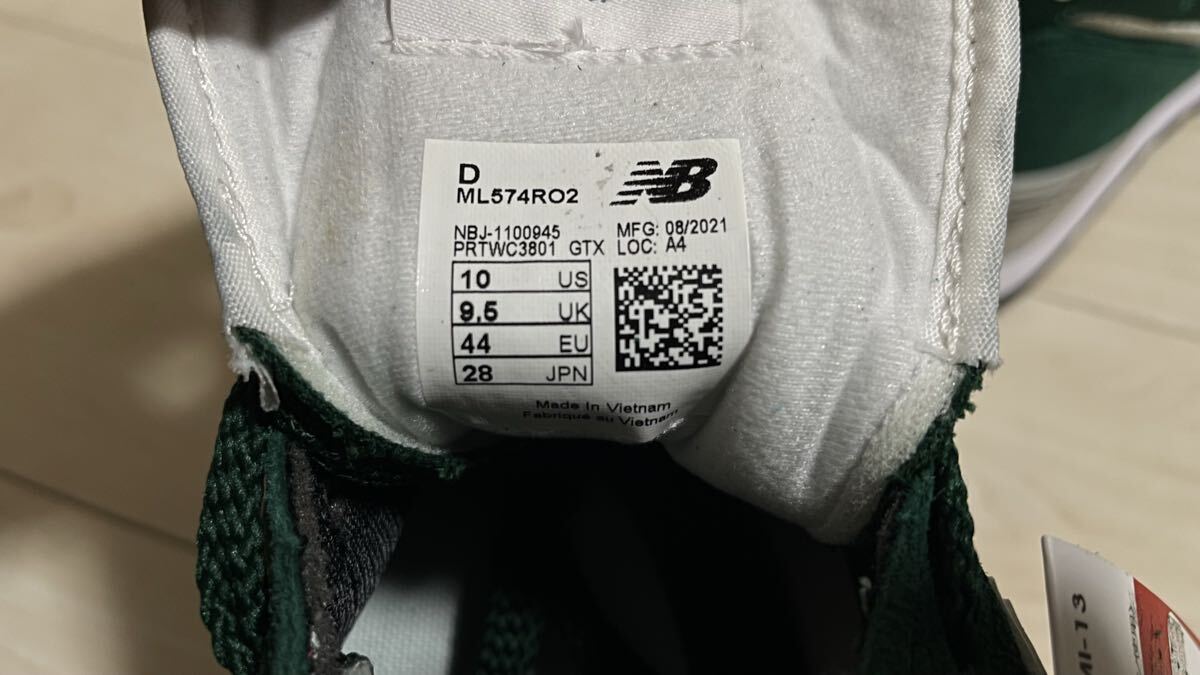 D
ML574RO2
NB
NBJ-1100945
PRTWC3801 GTX
MFG: 08/2021
LOC: A4
10 US
9,5 UK
44 EU
28 JPN
Made In Vietnam
Fabriqué au Vietnam
MI-13